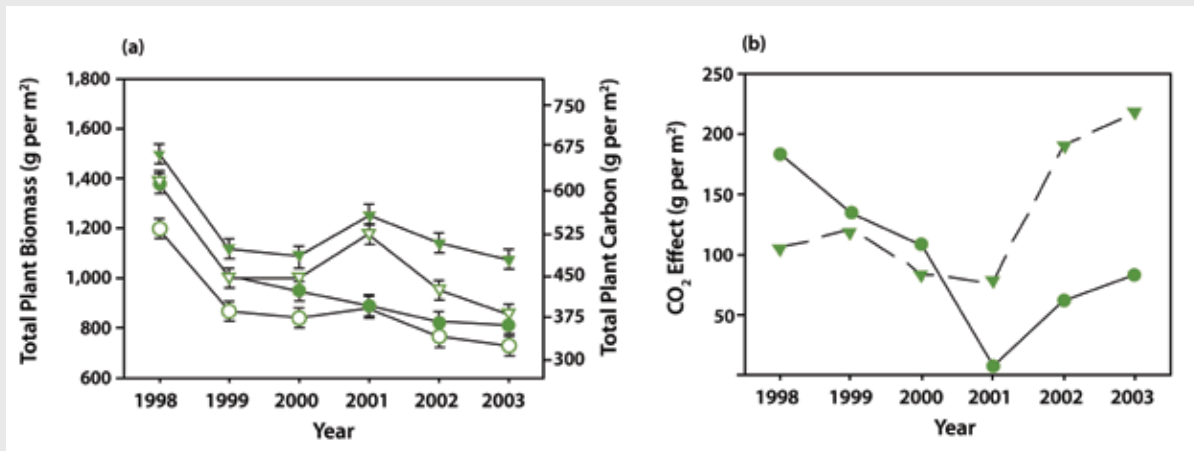 (a)
Total Plant Biomass (g per m²)
1,800
1,600
1,400
1,200
1,000
800
600
750
675
600
525
450
375
300
Total Plant Carbon (g per m²)
1998 1999 2000 2001 2002 2003
Year
(b)
CO₂ Effect (g per m²)
250
200
150
100
50
1998 1999 2000 2001 2002 2003
Year